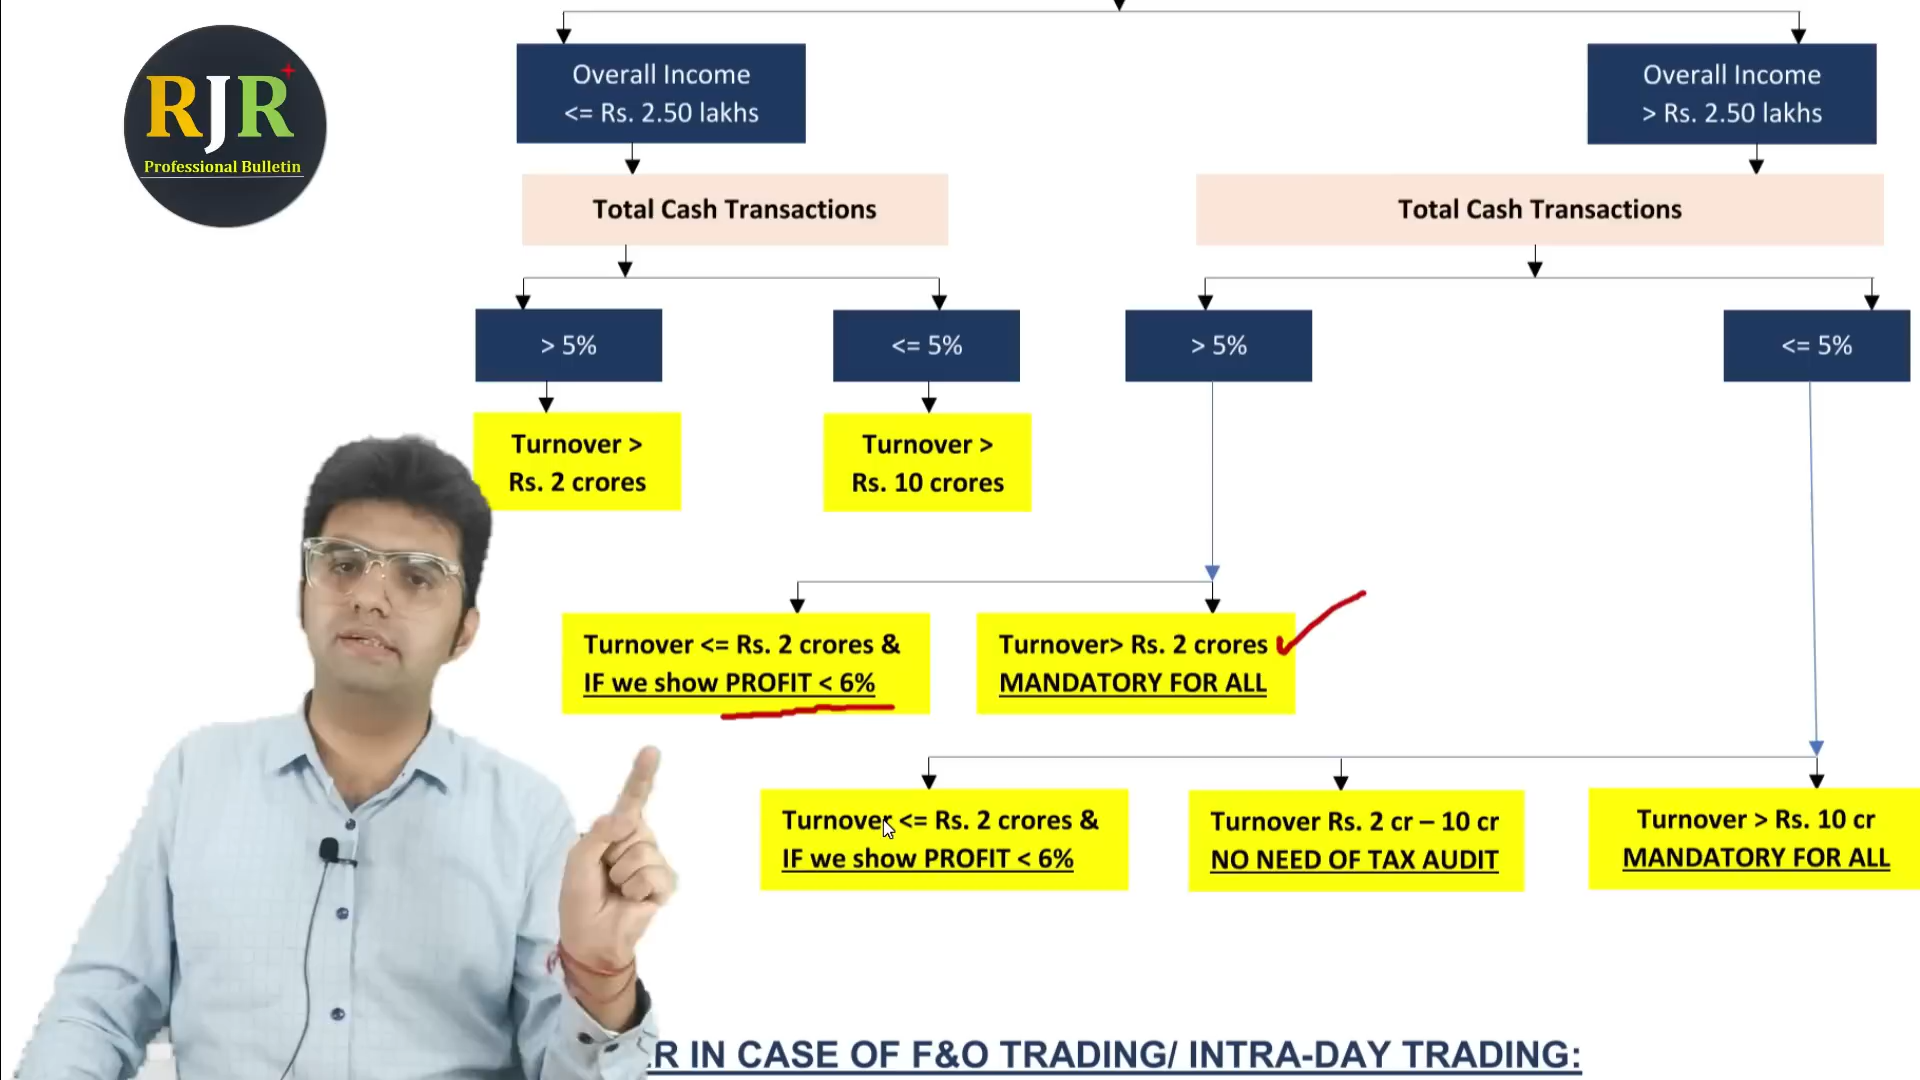 RJR+
Professional Bulletin
Overall Income
<= Rs. 2.50 lakhs
Overall Income
> Rs. 2.50 lakhs
Total Cash Transactions
Total Cash Transactions
> 5%
<= 5%
> 5%
<= 5%
Turnover >
Rs. 2 crores
Turnover >
Rs. 10 crores
Turnover <= Rs. 2 crores &
IF we show PROFIT < 6%
Turnover> Rs. 2 crores
MANDATORY FOR ALL
Turnover <= Rs. 2 crores &
IF we show PROFIT < 6%
Turnover Rs. 2 cr – 10 cr
NO NEED OF TAX AUDIT
Turnover > Rs. 10 cr
MANDATORY FOR ALL
IN CASE OF F&O TRADING/ INTRA-DAY TRADING: